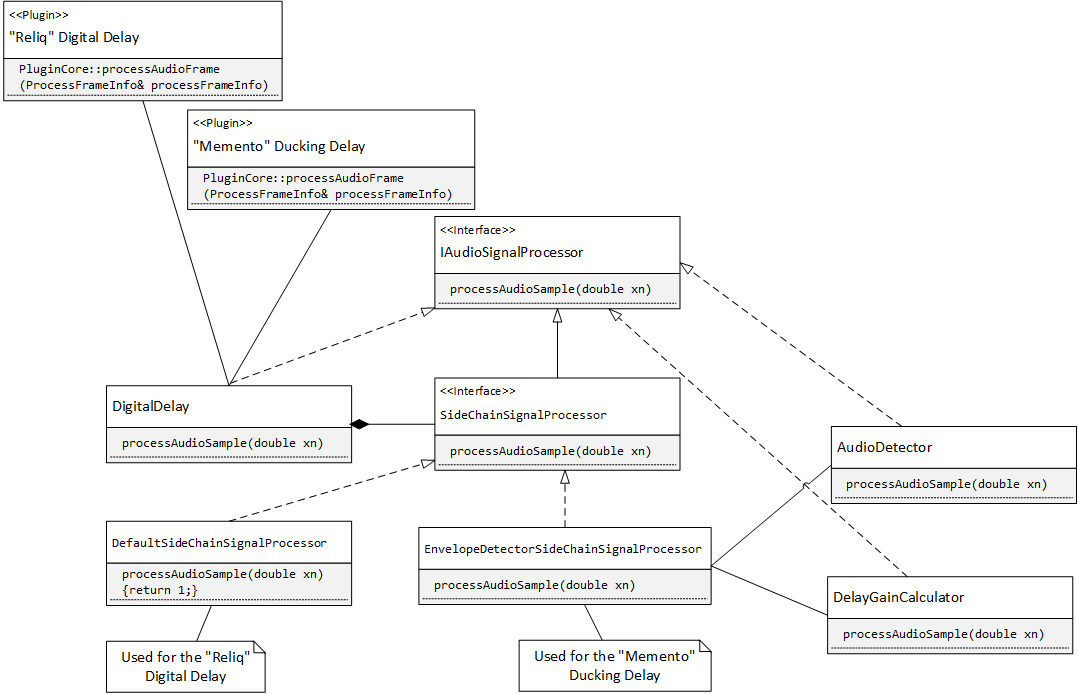 <<Plugin>>
"Reliq" Digital Delay
PluginCore::processAudioFrame
(ProcessFrameInfo& processFrameInfo)
<<Plugin>>
"Memento" Ducking Delay
PluginCore::processAudioFrame
(ProcessFrameInfo& processFrameInfo)
<<Interface>>
IAudioSignalProcessor
processAudioSample(double xn)
DigitalDelay
processAudioSample(double xn)
<<Interface>>
SideChainSignalProcessor
processAudioSample(double xn)
AudioDetector
processAudioSample(double xn)
DefaultSideChainSignalProcessor
processAudioSample(double xn)
{return 1;}
EnvelopeDetectorSideChainSignalProcessor
processAudioSample(double xn)
DelayGainCalculator
processAudioSample(double xn)
Used for the "Reliq"
Digital Delay
Used for the "Memento"
Ducking Delay